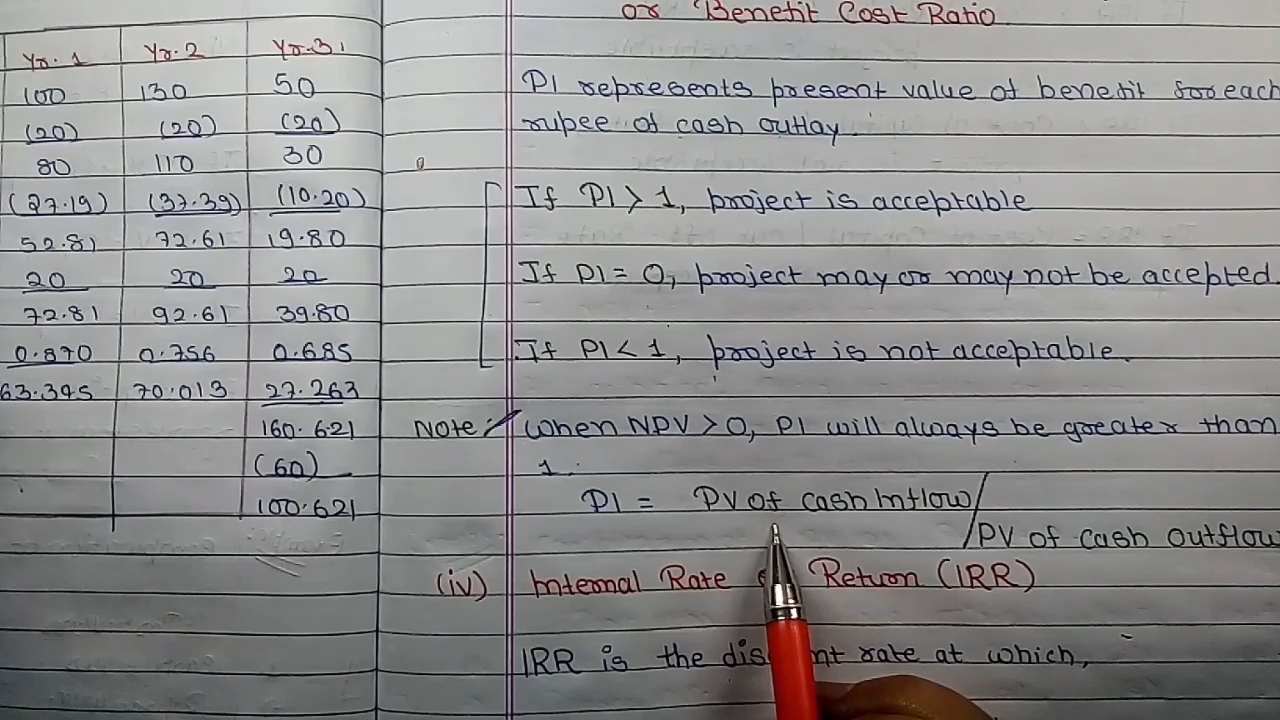 Yr. 1 Yr. 2 Yr. 3
100 130 50
(20) (20) (20)
80 110 30
(27.19) (37.39) (10.20)
52.81 72.61 19.80
20 20 20
72.81 92.61 39.80
0.870 0.756 0.685
63.345 70.013 27.263
160.621
(60)
100.621
or Benefit Cost Ratio
PI represents present value of benefit for each
rupee of cash outlay.
If PI > 1, project is acceptable
If PI = 0, project may or may not be accepted.
If PI < 1, project is not acceptable.
Note: When NPV > 0, PI will always be greater than
1.
PI = PV of cash Inflow /
PV of cash outflow
(iv) Internal Rate Return (IRR)
IRR is the rate at which,